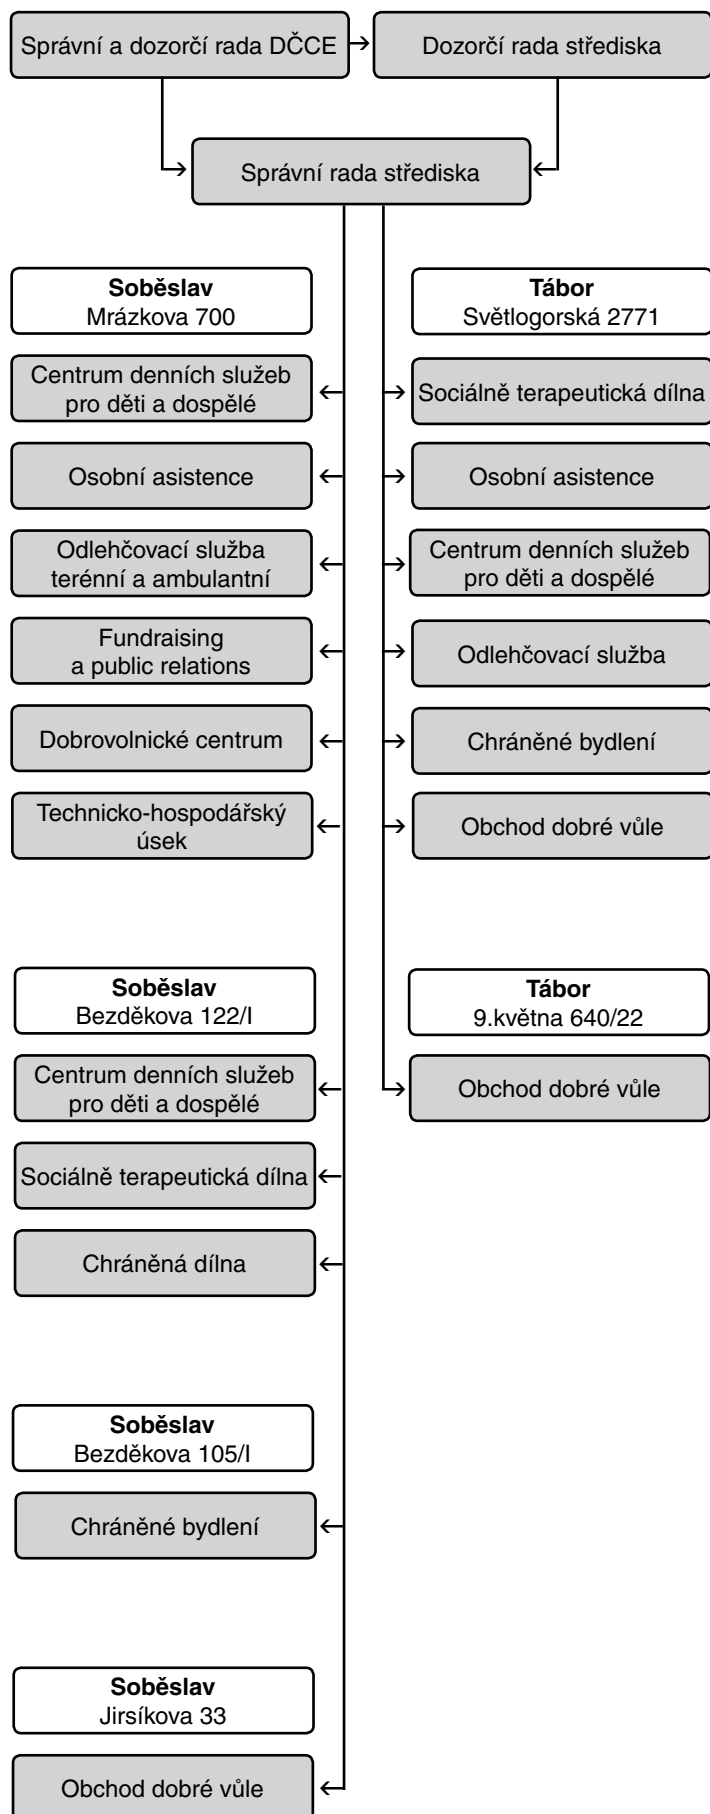 Správní a dozorčí rada DČCE
Dozorčí rada střediska
Správní rada střediska
Soběslav
Mrázkova 700
Centrum denních služeb
pro děti a dospělé
Osobní asistence
Odlehčovací služba
terénní a ambulantní
Fundraising
a public relations
Dobrovolnické centrum
Technicko-hospodářský
úsek
Tábor
Světlogorská 2771
Sociálně terapeutická dílna
Osobní asistence
Centrum denních služeb
pro děti a dospělé
Odlehčovací služba
Chráněné bydlení
Obchod dobré vůle
Soběslav
Bezděkova 122/I
Centrum denních služeb
pro děti a dospělé
Sociálně terapeutická dílna
Chráněná dílna
Tábor
9.května 640/22
Obchod dobré vůle
Soběslav
Bezděkova 105/I
Chráněné bydlení
Soběslav
Jirsíkova 33
Obchod dobré vůle